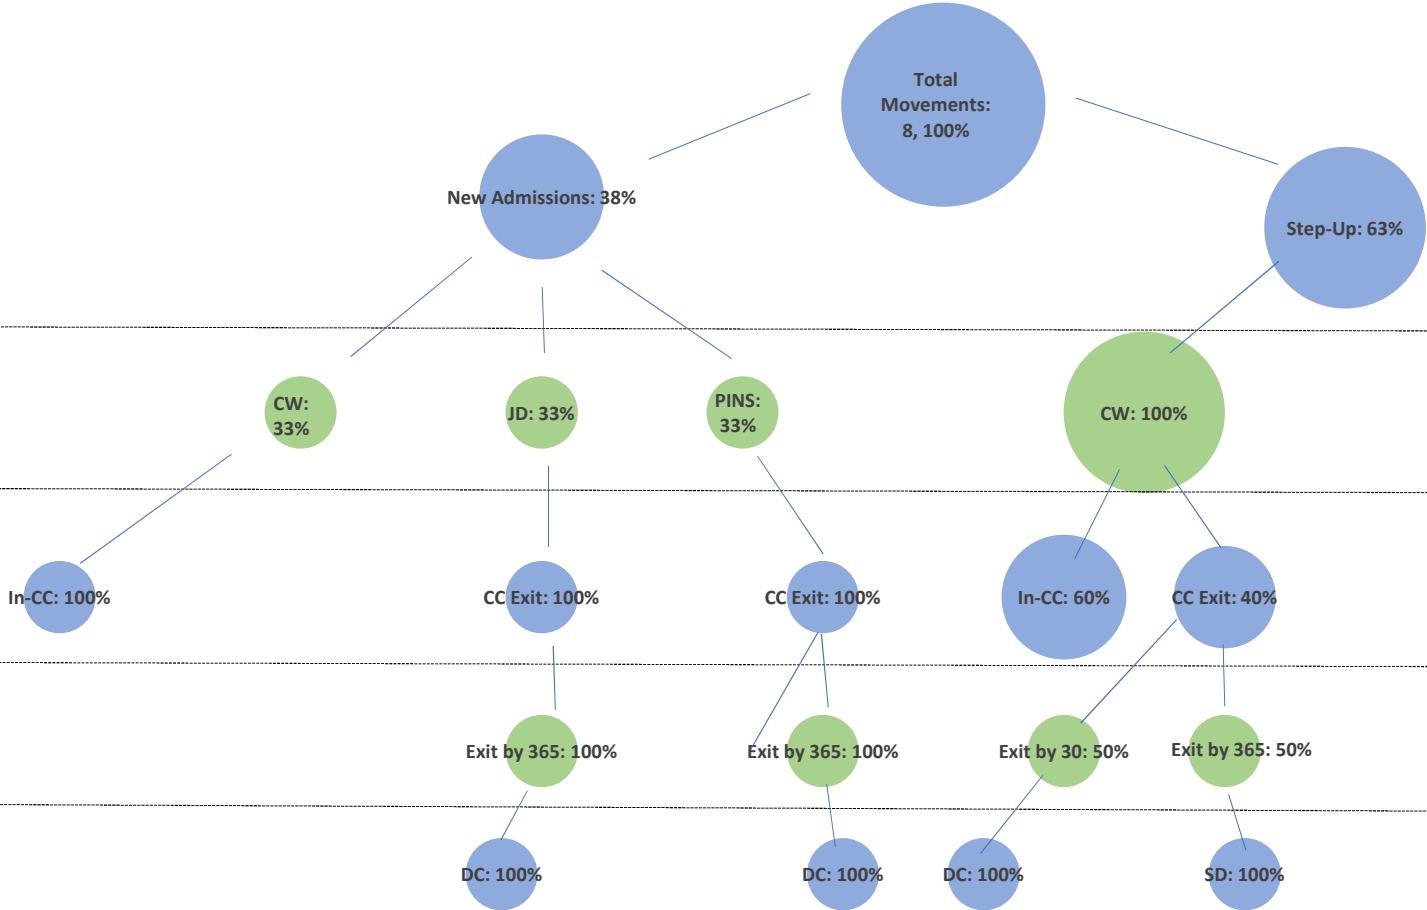 Total
Movements:
8, 100%
New Admissions: 38%
Step-Up: 63%
CW:
33%
JD: 33%
PINS:
33%
CW: 100%
In-CC: 100%
CC Exit: 100%
CC Exit: 100%
In-CC: 60%
CC Exit: 40%
Exit by 365: 100%
Exit by 365: 100%
Exit by 30: 50%
Exit by 365: 50%
DC: 100%
DC: 100%
DC: 100%
SD: 100%